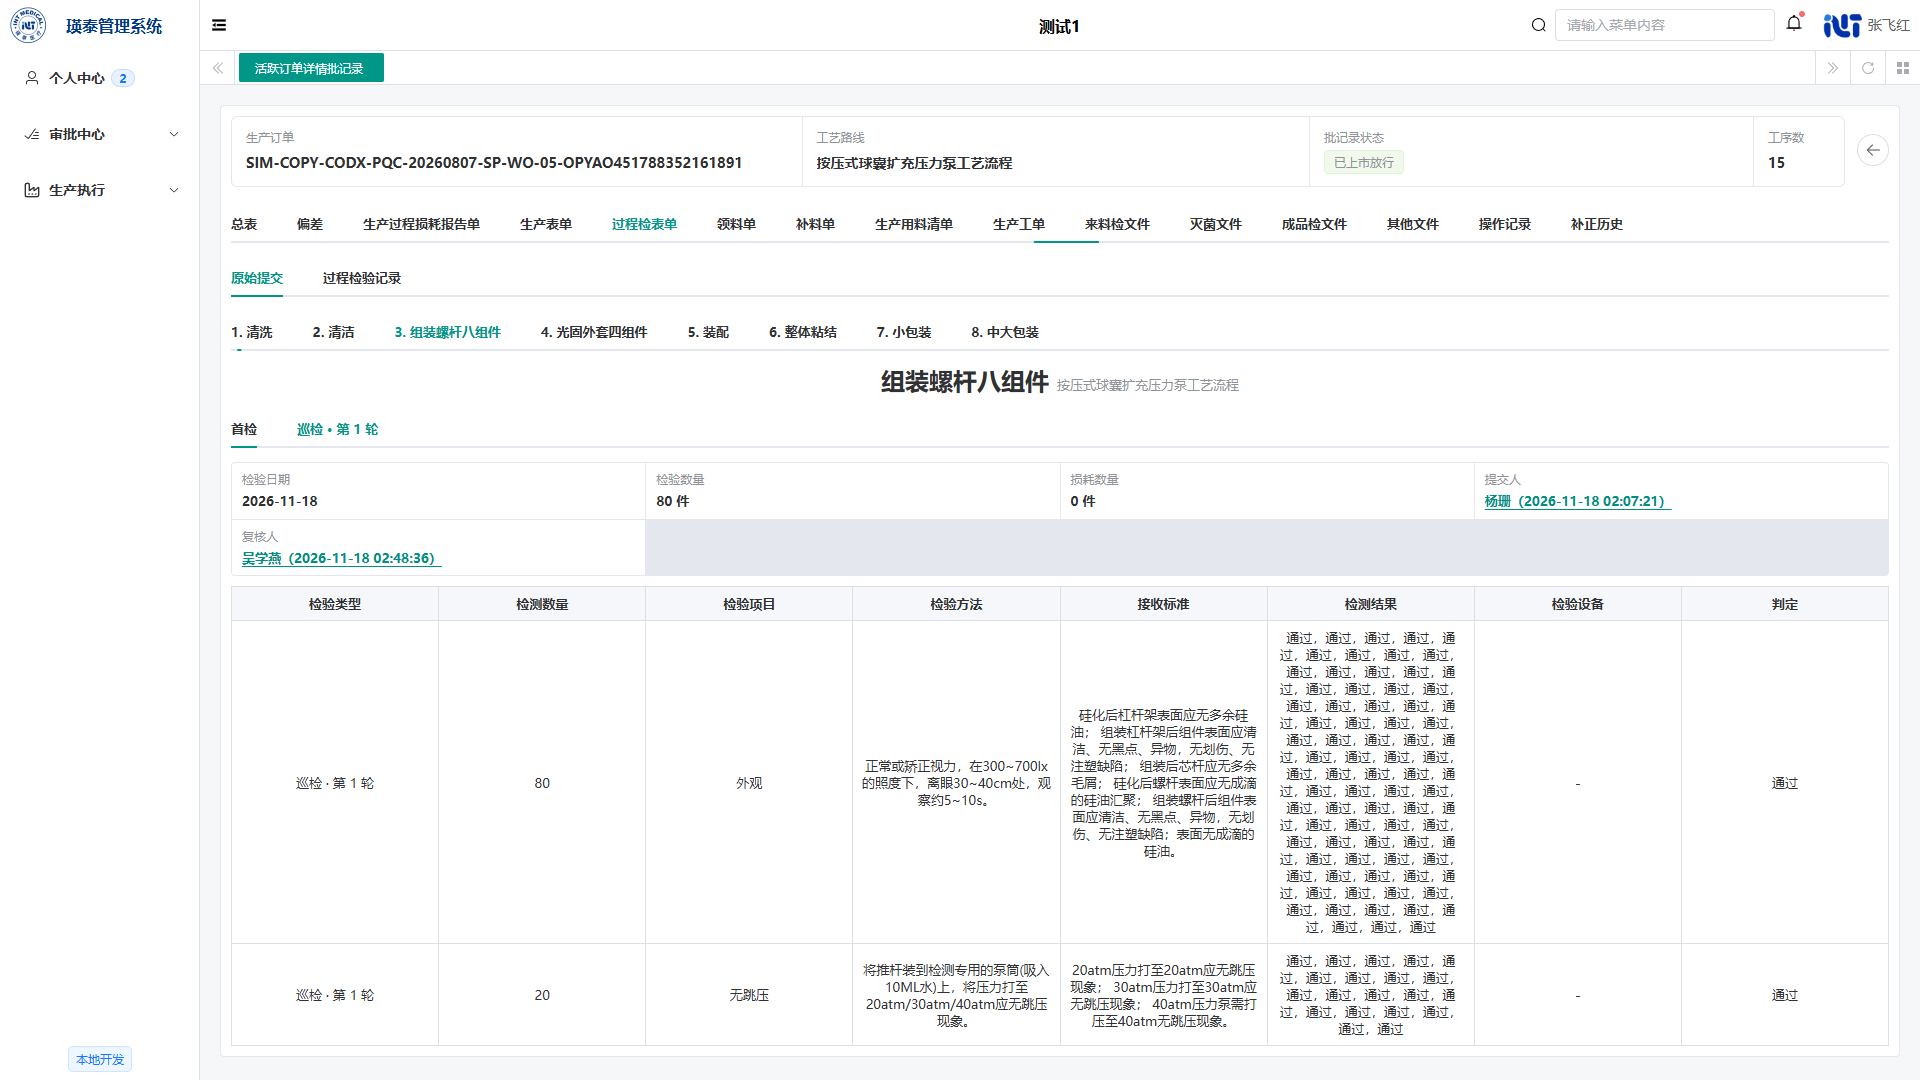 瑛泰管理系统
测试1
请输入菜单内容
张飞红
个人中心 2
审批中心
生产执行
本地开发
活跃订单详情批记录
生产订单
SIM-COPY-CODX-PQC-20260807-SP-WO-05-OPYAO451788352161891
工艺路线
按压式球囊扩充压力泵工艺流程
批记录状态
已上市放行
工序数
15
总表 偏差 生产过程损耗报告单 生产表单 过程检表单 领料单 补料单 生产用料清单 生产工单 来料检文件 灭菌文件 成品检文件 其他文件 操作记录 补正历史
原始提交 过程检验记录
1. 清洗 2. 清洁 3. 组装螺杆八组件 4. 光固外套四组件 5. 装配 6. 整体粘结 7. 小包装 8. 中大包装
组装螺杆八组件 按压式球囊扩充压力泵工艺流程
首检 巡检 • 第 1 轮
检验日期
2026-11-18
检验数量
80 件
损耗数量
0 件
提交人
杨珊（2026-11-18 02:07:21）
复核人
吴学燕（2026-11-18 02:48:36）
检验类型 检测数量 检验项目 检验方法 接收标准 检测结果 检验设备 判定
巡检 · 第 1 轮
80
外观
正常或矫正视力，在300~700lx
的照度下，离眼30~40cm处，观
察约5~10s。
硅化后杠杆架表面应无多余硅
油； 组装杠杆架后组件表面应清
洁、无黑点、异物，无划伤、无
注塑缺陷； 组装后芯杆应无多余
毛屑； 硅化后螺杆表面应无成滴
的硅油汇聚； 组装螺杆后组件表
面应清洁、无黑点、异物，无划
伤、无注塑缺陷；表面无成滴的
硅油。
通过，通过，通过，通过，通
过，通过，通过，通过，通过，
通过，通过，通过，通过，通
过，通过，通过，通过，通过，
通过，通过，通过，通过，通
过，通过，通过，通过，通过，
通过，通过，通过，通过，通
过，通过，通过，通过，通过，
通过，通过，通过，通过，通
过，通过，通过，通过，通过，
通过，通过，通过，通过，通
过，通过，通过，通过，通过，
通过，通过，通过，通过，通
过，通过，通过，通过，通过，
通过，通过，通过，通过，通
过，通过，通过，通过，通过，
通过，通过，通过，通过，通
过，通过，通过，通过
-
通过
巡检 · 第 1 轮
20
无跳压
将推杆装到检测专用的泵筒(吸入
10ML水)上，将压力打至
20atm/30atm/40atm应无跳压
现象。
20atm压力打至20atm应无跳压
现象； 30atm压力打至30atm应
无跳压现象； 40atm压力泵需打
压至40atm无跳压现象。
通过，通过，通过，通过，通
过，通过，通过，通过，通过，
通过，通过，通过，通过，通
过，通过，通过，通过，通过，
通过，通过
-
通过